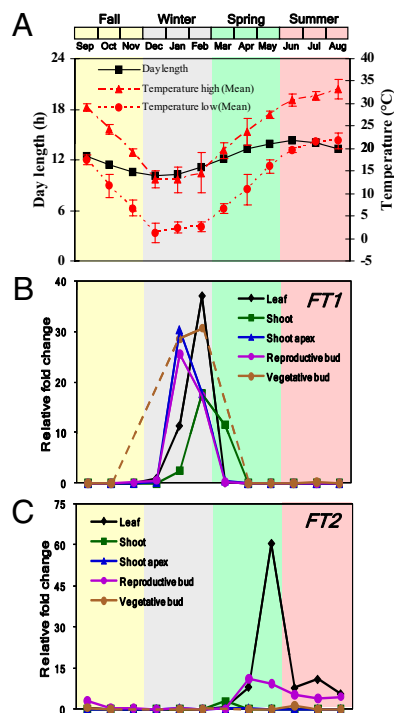 A
Fall Winter Spring Summer
Sep Oct Nov Dec Jan Feb Mar Apr May Jun Jul Aug
24 40
35
18 30
25
12 20
15
6 10
5
0
0 -5
Day length (h)
Temperature (°C)
Day length
Temperature high (Mean)
Temperature low (Mean)
B
FT1
40
30
20
10
0
Relative fold change
Leaf
Shoot
Shoot apex
Reproductive bud
Vegetative bud
C
FT2
75
60
45
30
15
0
Relative fold change
Leaf
Shoot
Shoot apex
Reproductive bud
Vegetative bud